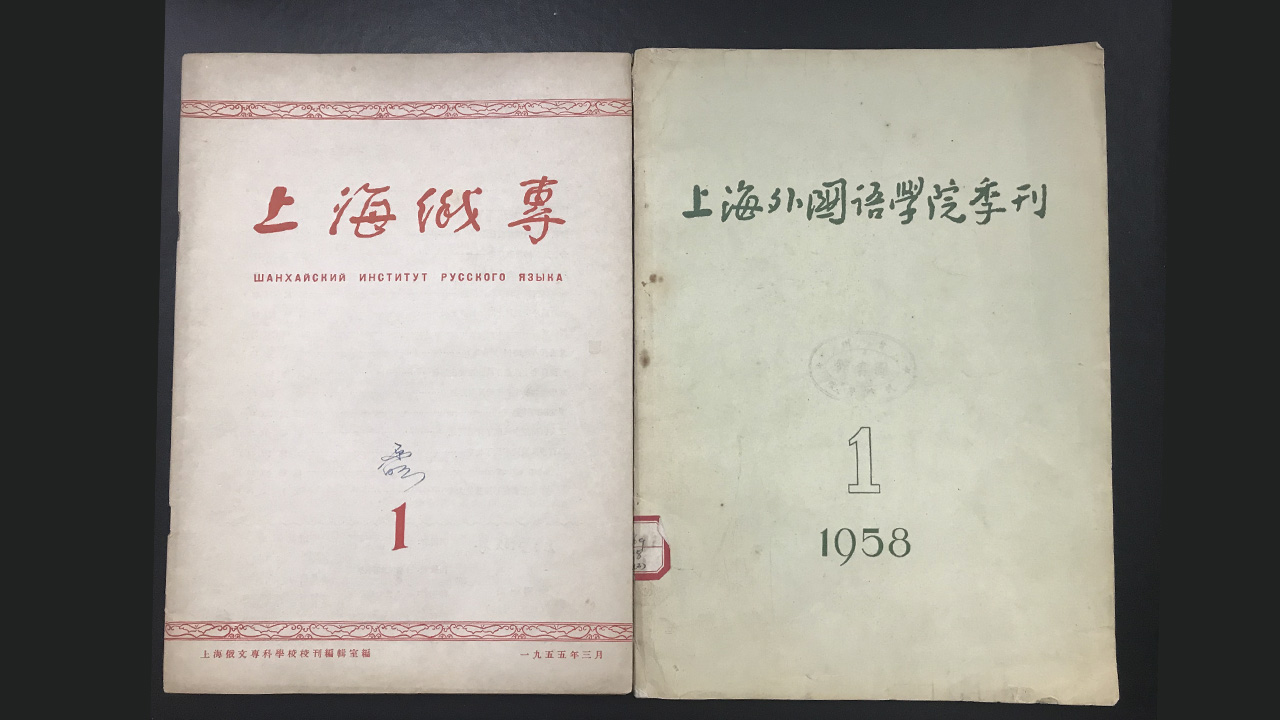 上海俄專
ШАНХАЙСКИЙ ИНСТИТУТ РУССКОГО ЯЗЫКА
1
上海俄文專科學校校刊編輯室編
一九五五年三月
上海外國语學院季刊
1
1958